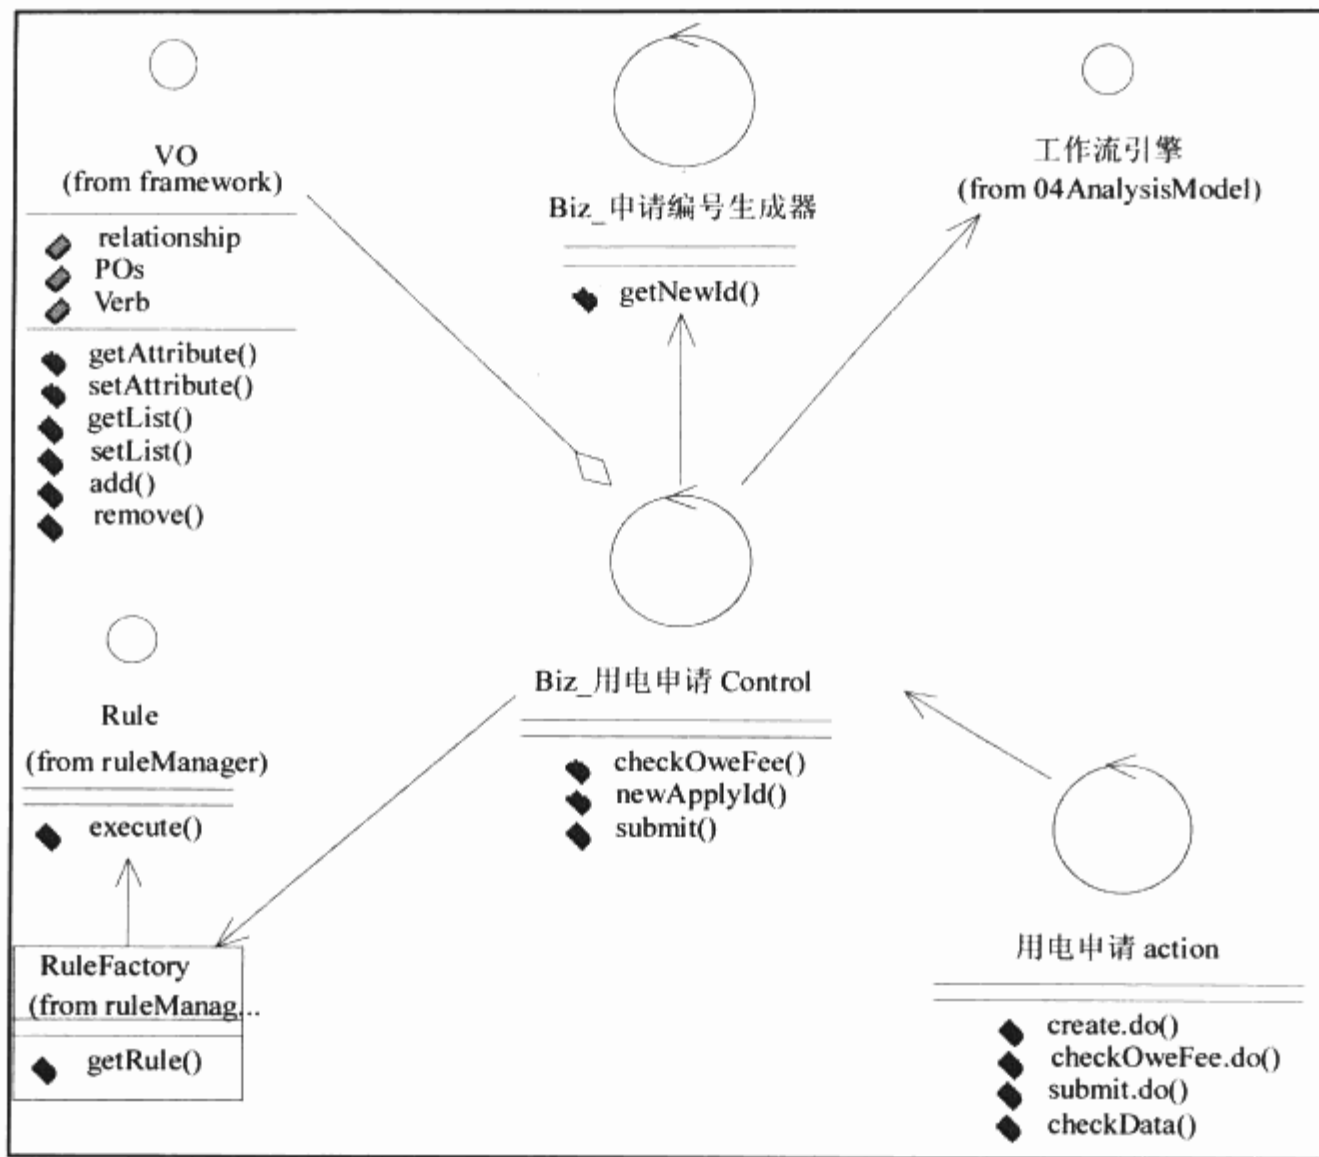 VO
(from framework)
relationship
POs
Verb
getAttribute()
setAttribute()
getList()
setList()
add()
remove()
Biz_申请编号生成器
getNewId()
工作流引擎
(from 04AnalysisModel)
Rule
(from ruleManager)
execute()
Biz_用电申请 Control
checkOweFee()
newApplyId()
submit()
RuleFactory
(from ruleManag...
getRule()
用电申请 action
create.do()
checkOweFee.do()
submit.do()
checkData()